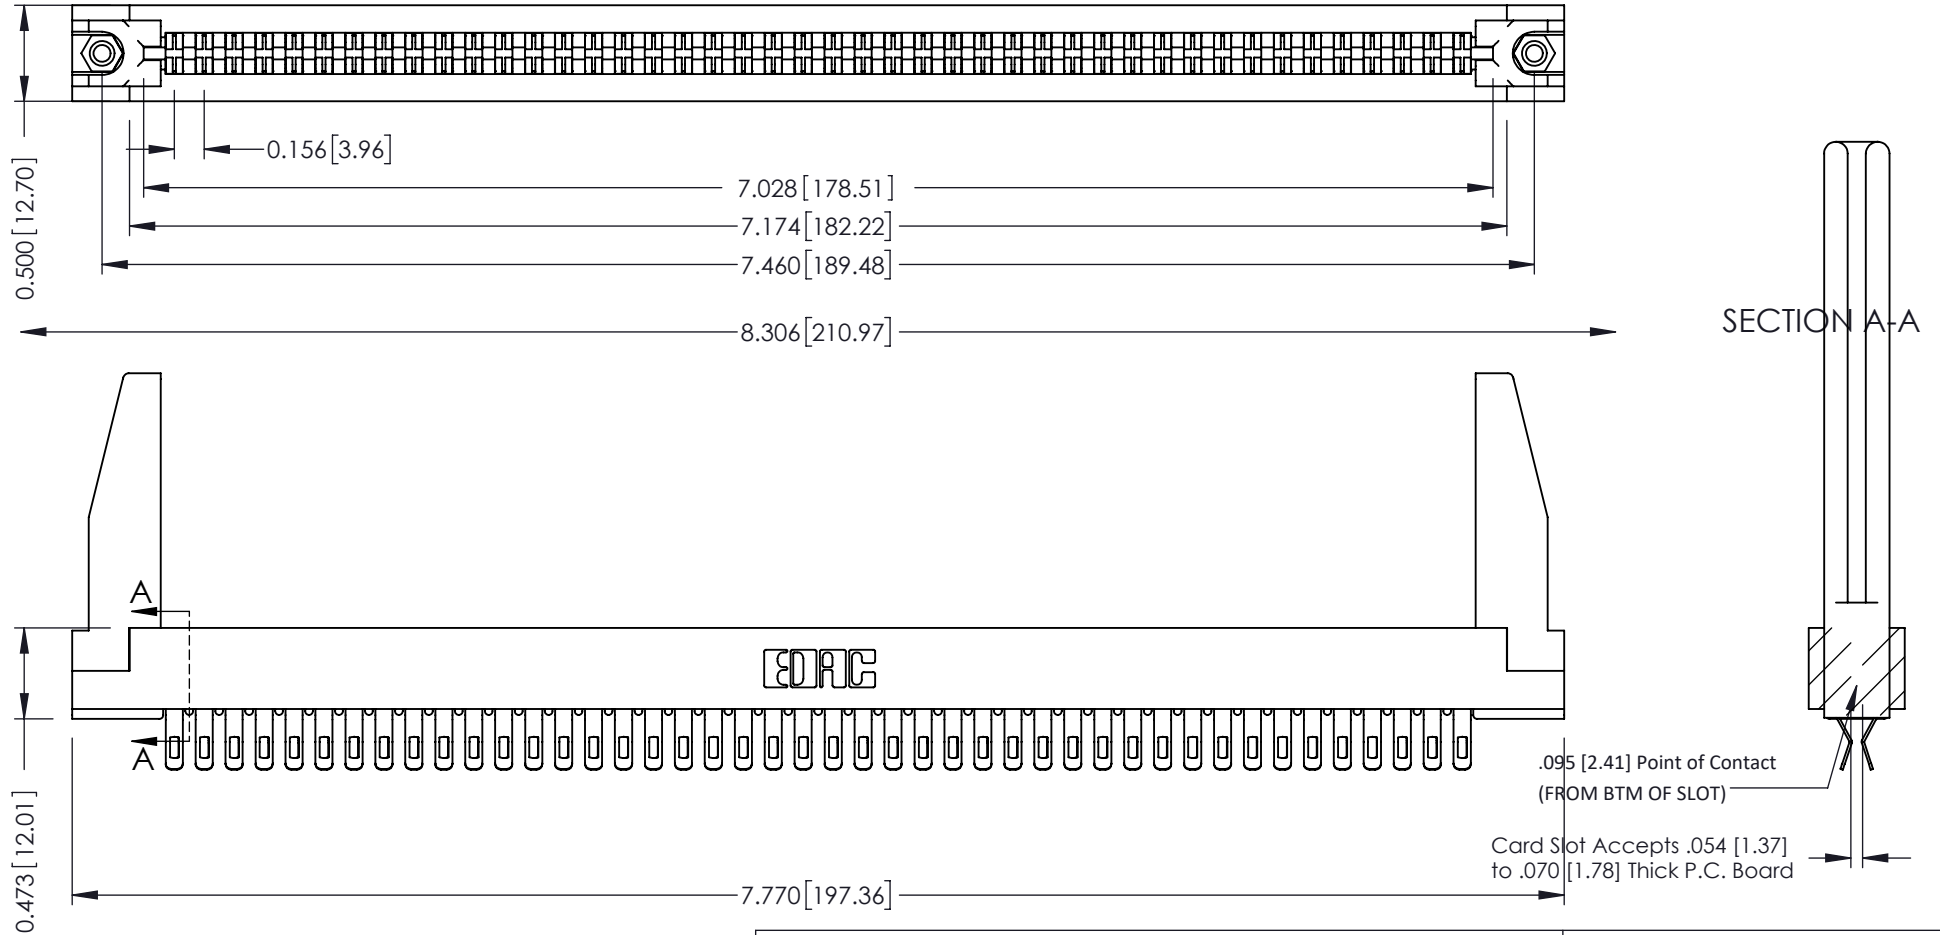 0.156[3.96]
0.500[12.70]
7.028[178.51]
7.174[182.22]
7.460[189.48]
8.306[210.97]
SECTION A-A
A
EDAC
A
.095 [2.41] Point of Contact
(FROM BTM OF SLOT)
0.473[12.01]
Card Slot Accepts .054 [1.37]
to .070 [1.78] Thick P.C. Board
7.770[197.36]